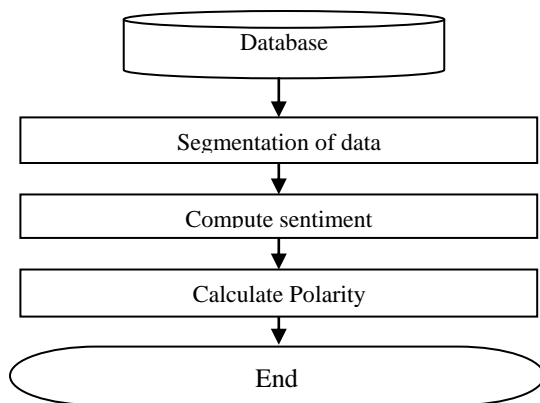 Database
Segmentation of data
Compute sentiment
Calculate Polarity
End